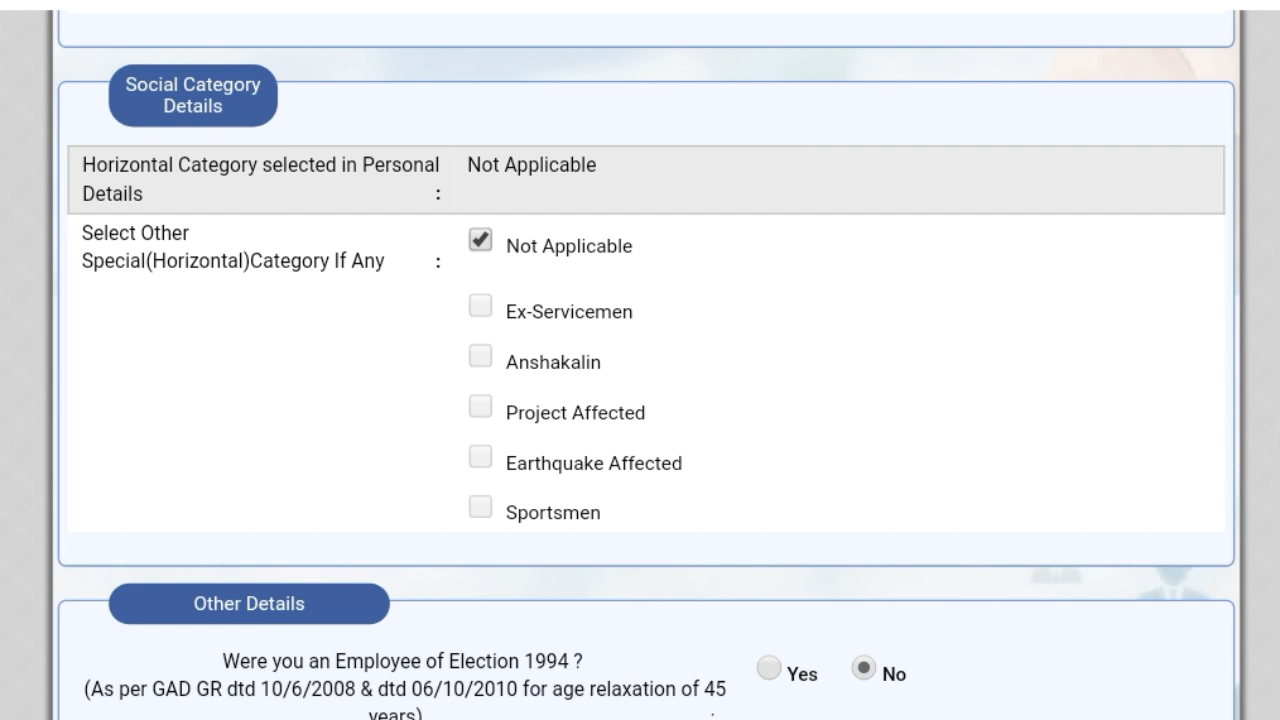 Social Category
Details
Horizontal Category selected in Personal
Details :
Not Applicable
Select Other
Special(Horizontal)Category If Any :
Not Applicable
Ex-Servicemen
Anshakalin
Project Affected
Earthquake Affected
Sportsmen
Other Details
Were you an Employee of Election 1994 ?
(As per GAD GR dtd 10/6/2008 & dtd 06/10/2010 for age relaxation of 45
years) :
Yes No